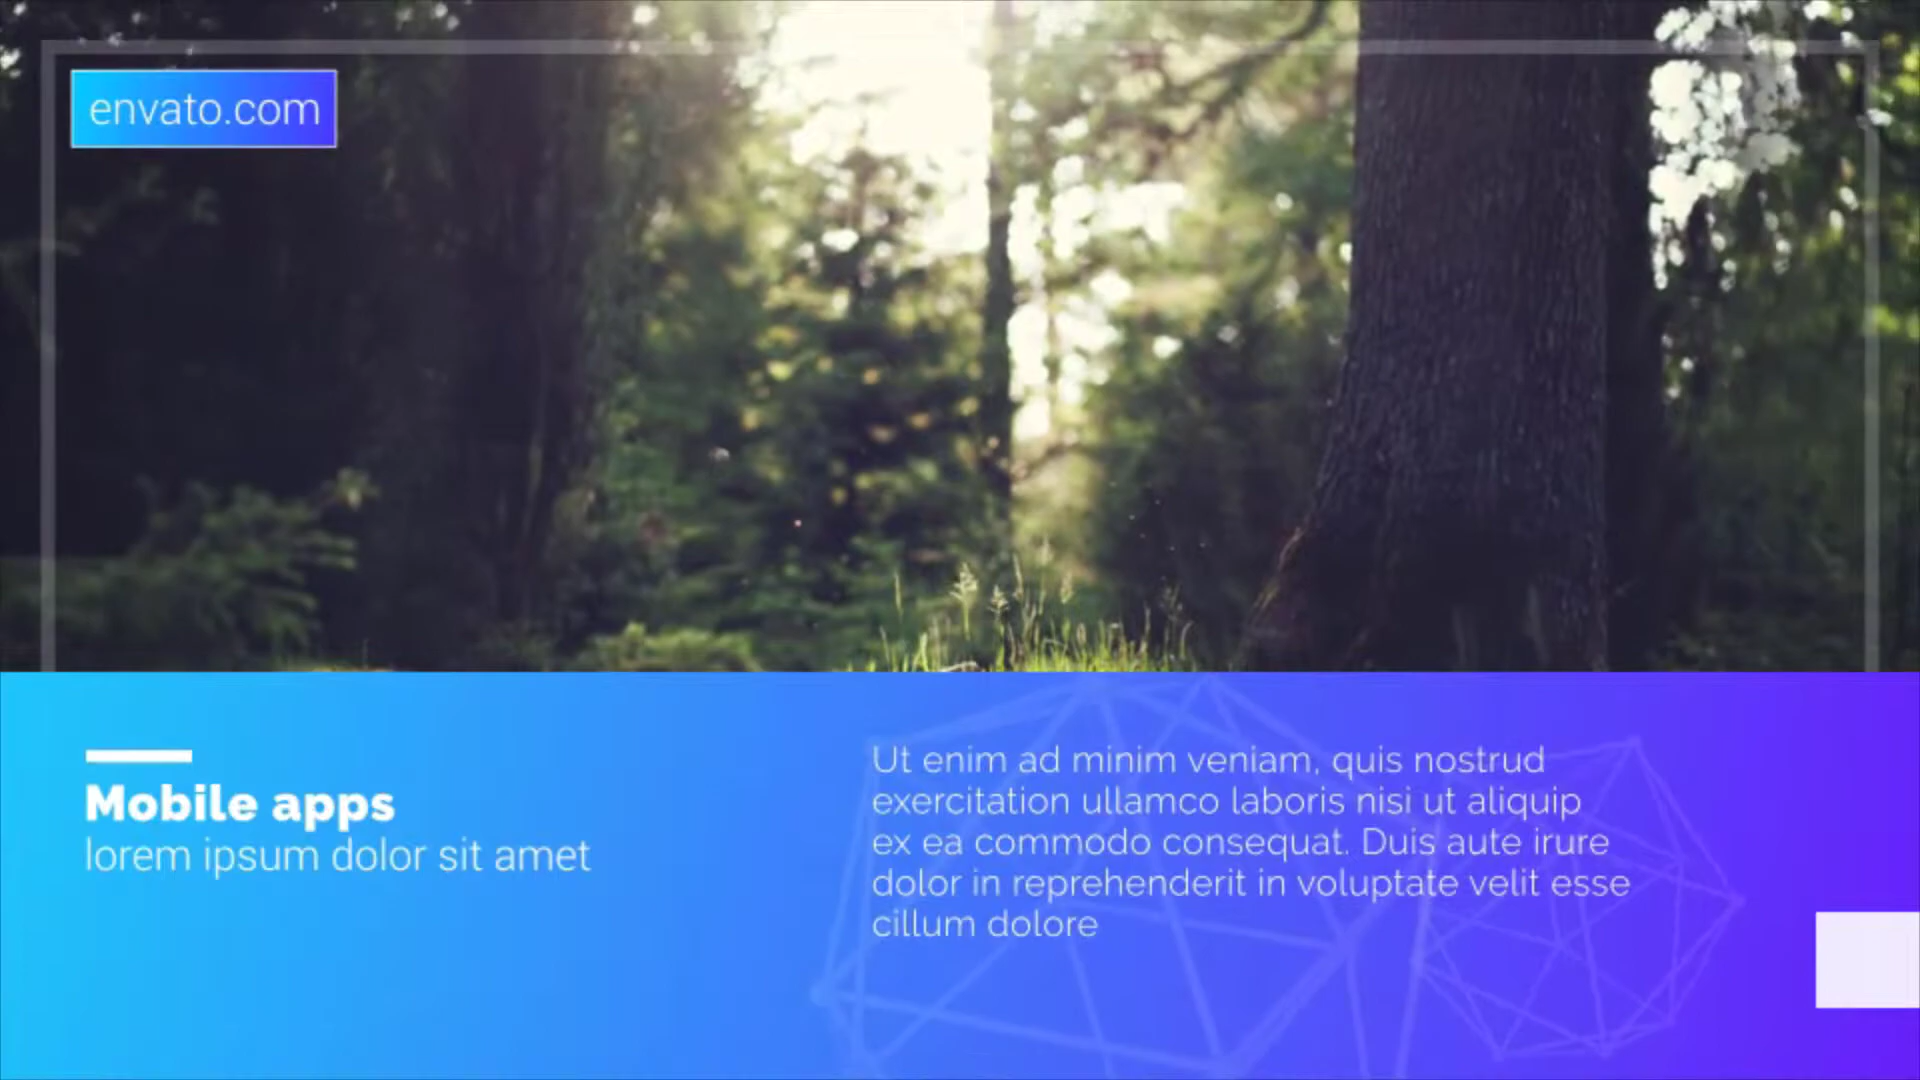 envato.com
Mobile apps
lorem ipsum dolor sit amet
Ut enim ad minim veniam, quis nostrud
exercitation ullamco laboris nisi ut aliquip
ex ea commodo consequat. Duis aute irure
dolor in reprehenderit in voluptate velit esse
cillum dolore